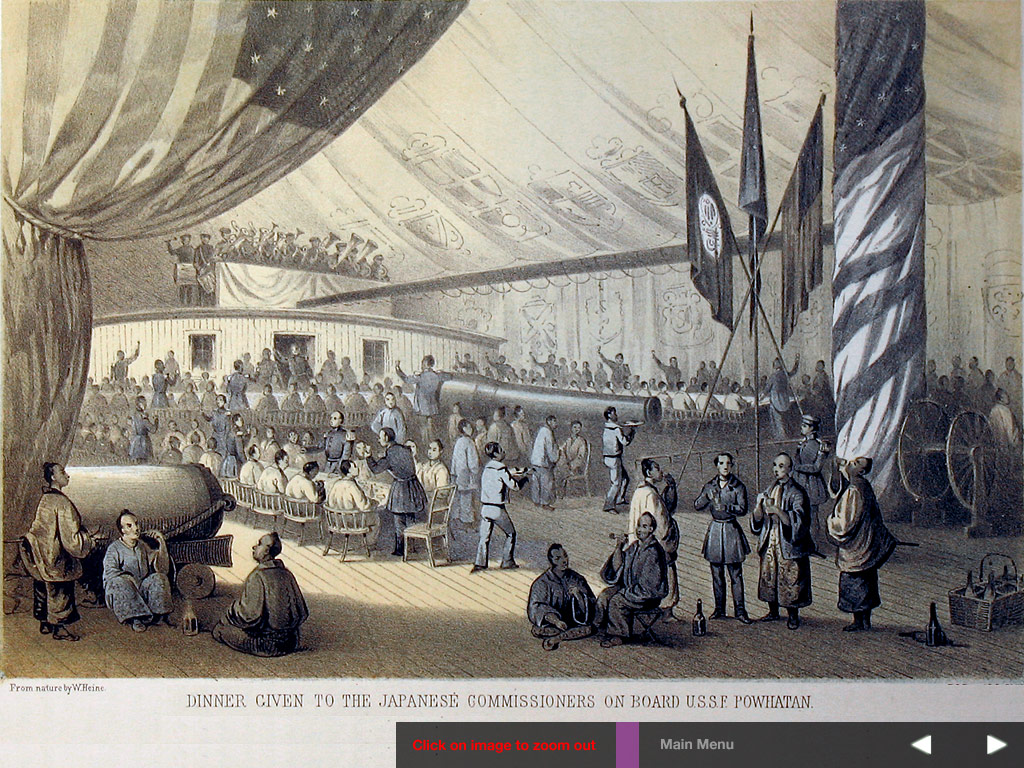 From nature by W. Heine.
DINNER GIVEN TO THE JAPANESE COMMISSIONERS ON BOARD U.S.S.F. POWHATAN.
Click on image to zoom out
Main Menu